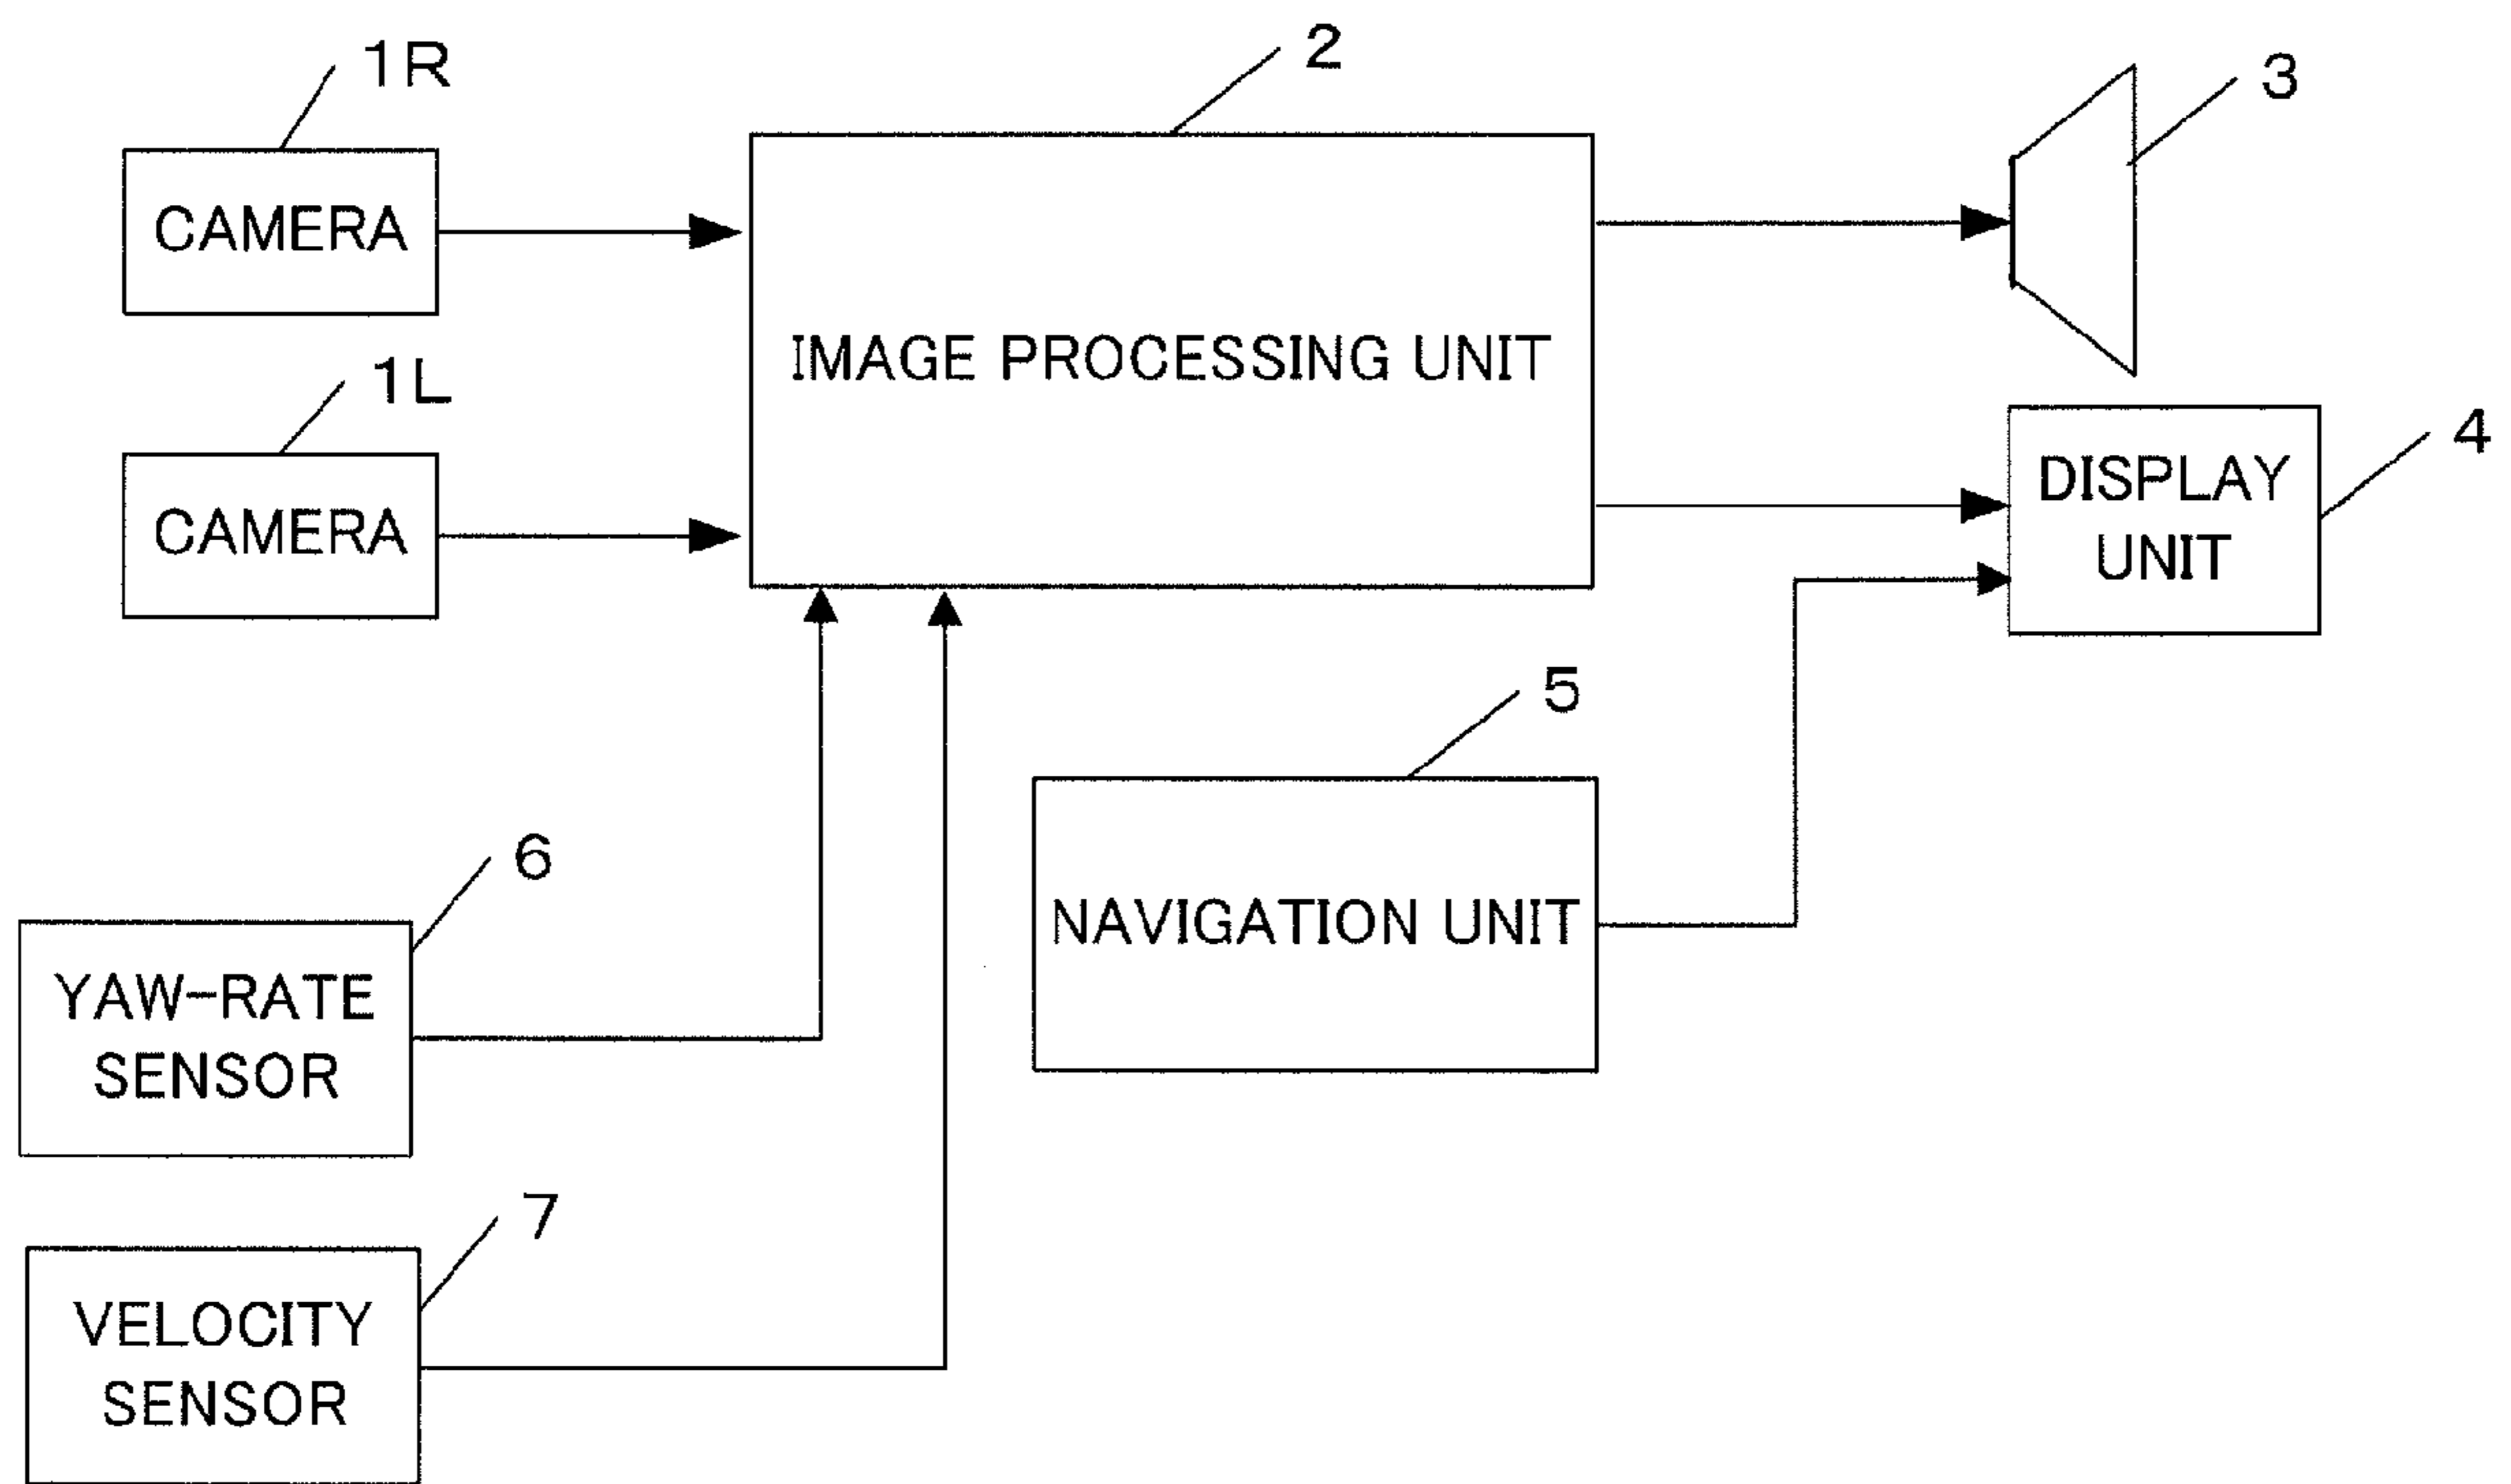 1R
2
3
CAMERA
IMAGE PROCESSING UNIT
1L
CAMERA
4
DISPLAY
UNIT
5
NAVIGATION UNIT
6
YAW-RATE
SENSOR
7
VELOCITY
SENSOR